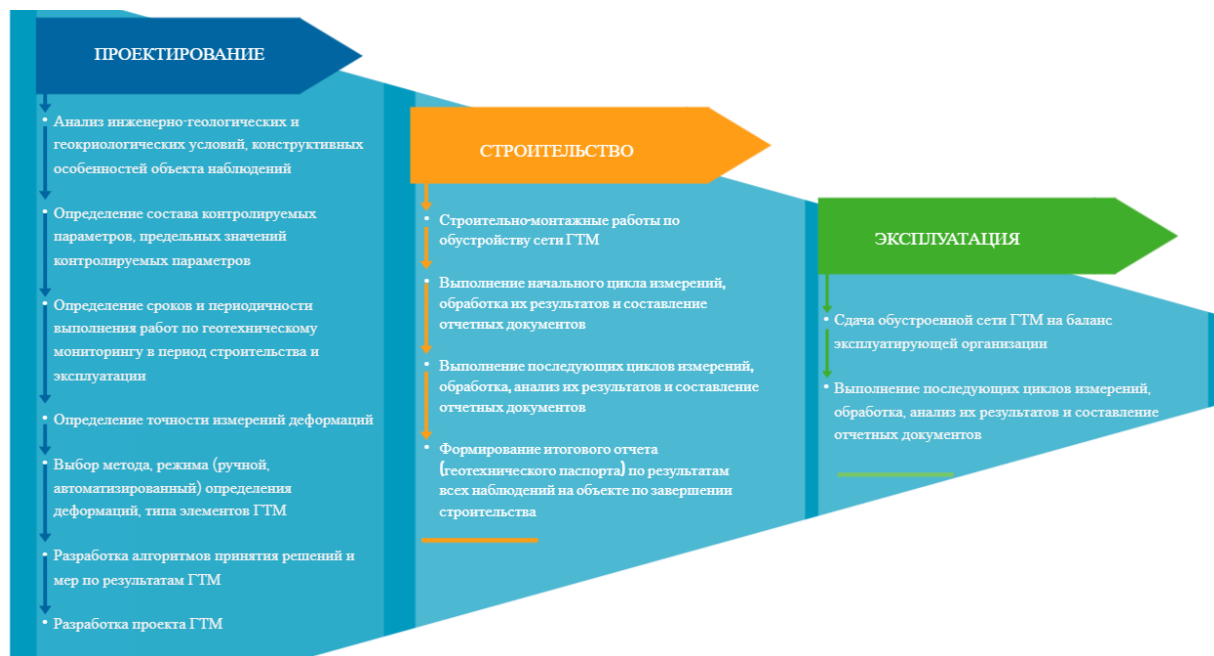 ПРОЕКТИРОВАНИЕ
• Анализ инженерно-геологических и
геокриологических условий, конструктивных
особенностей объекта наблюдений
• Определение состава контролируемых
параметров, предельных значений
контролируемых параметров
• Определение сроков и периодичности
выполнения работ по геотехническому
мониторингу в период строительства и
эксплуатации
• Определение точности измерений деформаций
• Выбор метода, режима (ручной,
автоматизированный) определения
деформаций, типа элементов ГТМ
• Разработка алгоритмов принятия решений и
мер по результатам ГТМ
• Разработка проекта ГТМ
СТРОИТЕЛЬСТВО
• Строительно-монтажные работы по
обустройству сети ГТМ
• Выполнение начального цикла измерений,
обработка их результатов и составление
отчетных документов
• Выполнение последующих циклов измерений,
обработка, анализ их результатов и составление
отчетных документов
• Формирование итогового отчета
(геотехнического паспорта) по результатам
всех наблюдений на объекте по завершении
строительства
ЭКСПЛУАТАЦИЯ
• Сдача обустроенной сети ГТМ на баланс
эксплуатирующей организации
• Выполнение последующих циклов измерений,
обработка, анализ их результатов и составление
отчетных документов